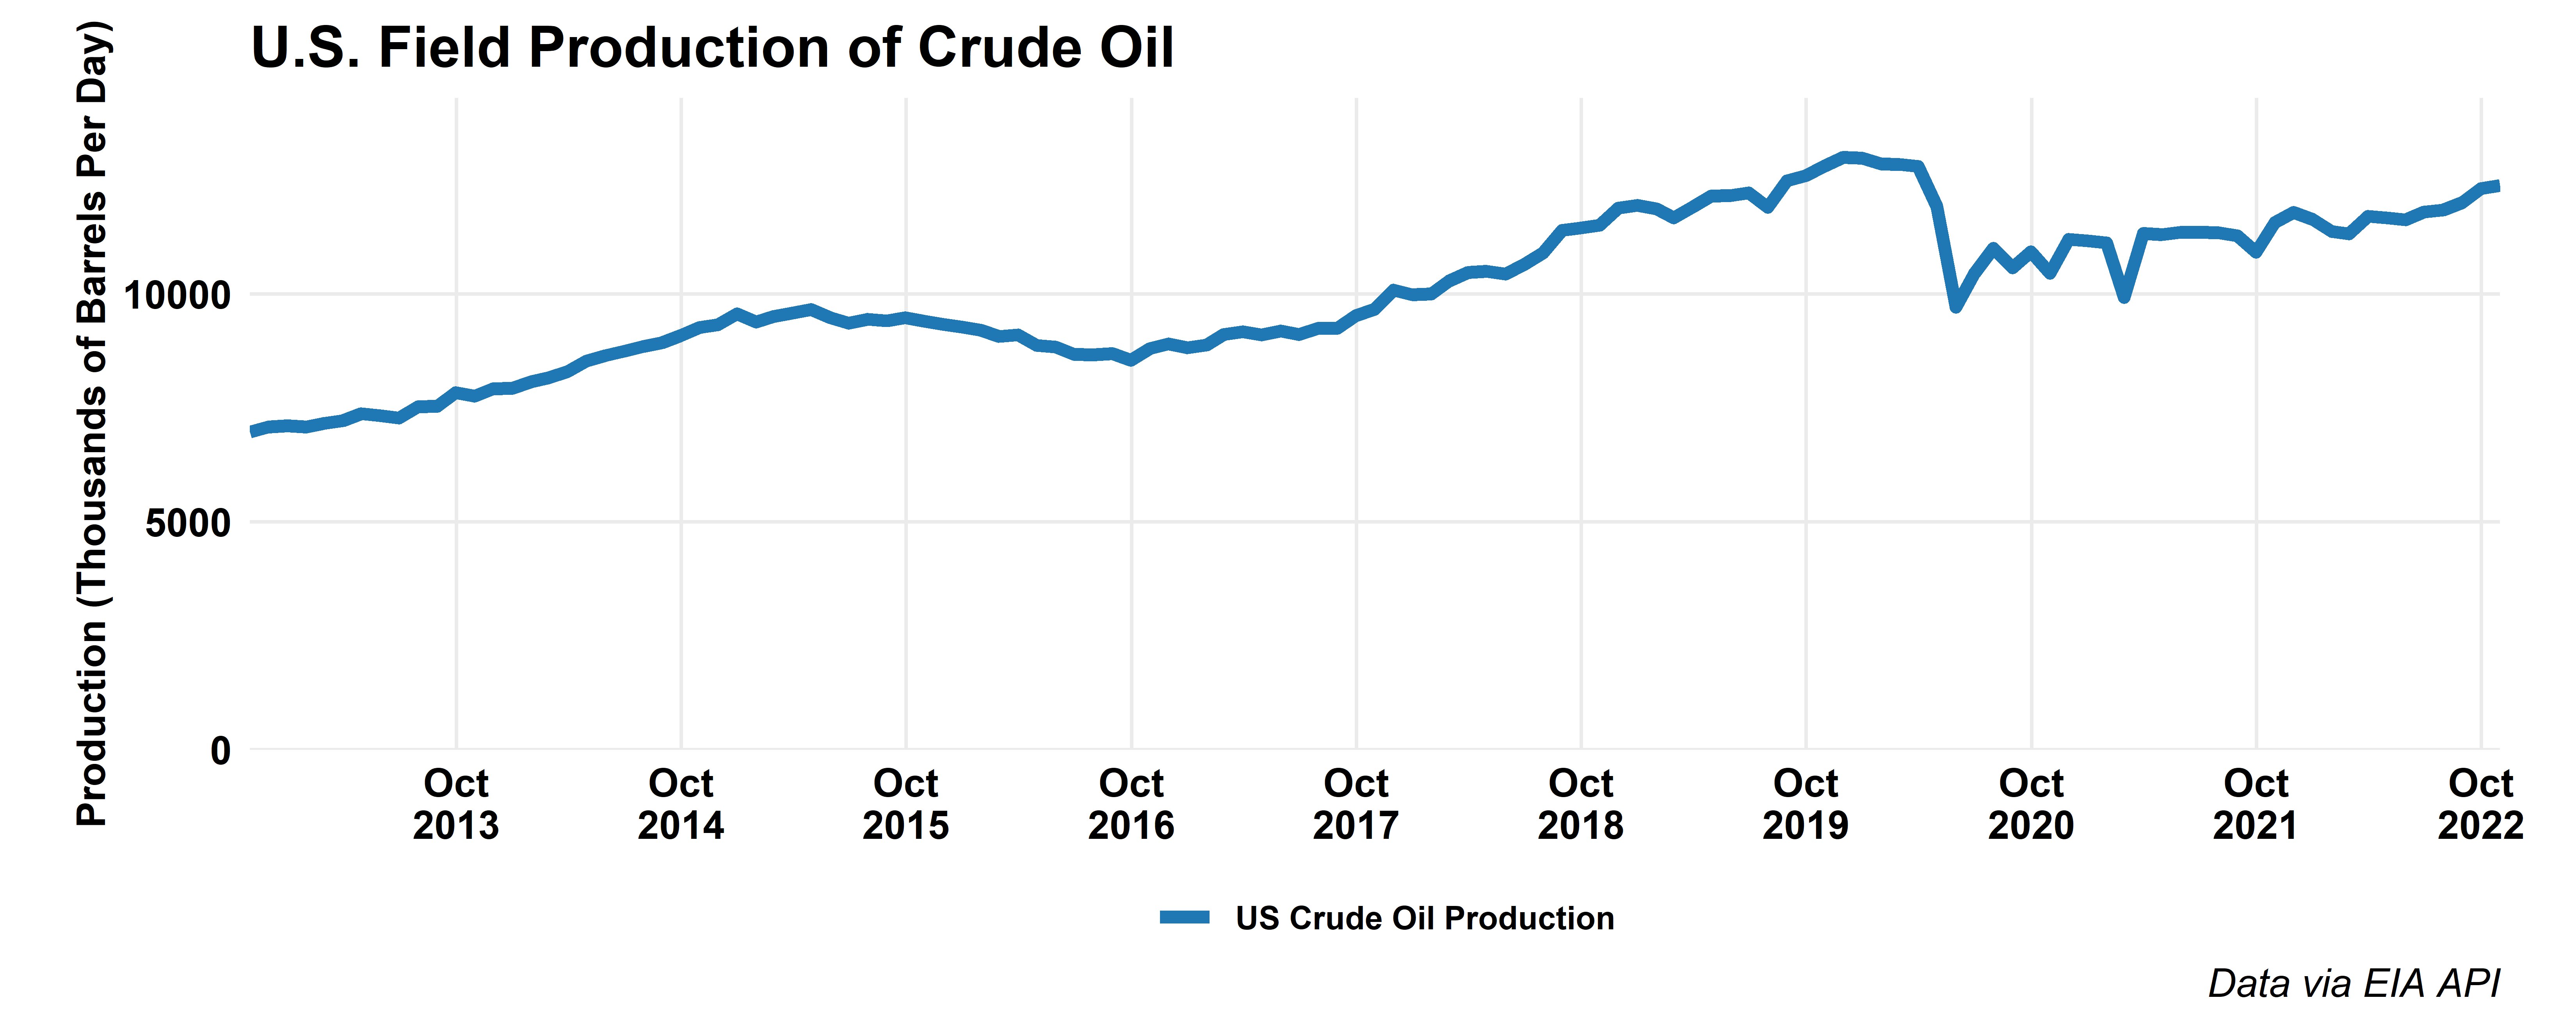 U.S. Field Production of Crude Oil
Production (Thousands of Barrels Per Day)
10000
5000
0
Oct
2013
Oct
2014
Oct
2015
Oct
2016
Oct
2017
Oct
2018
Oct
2019
Oct
2020
Oct
2021
Oct
2022
US Crude Oil Production
Data via EIA API